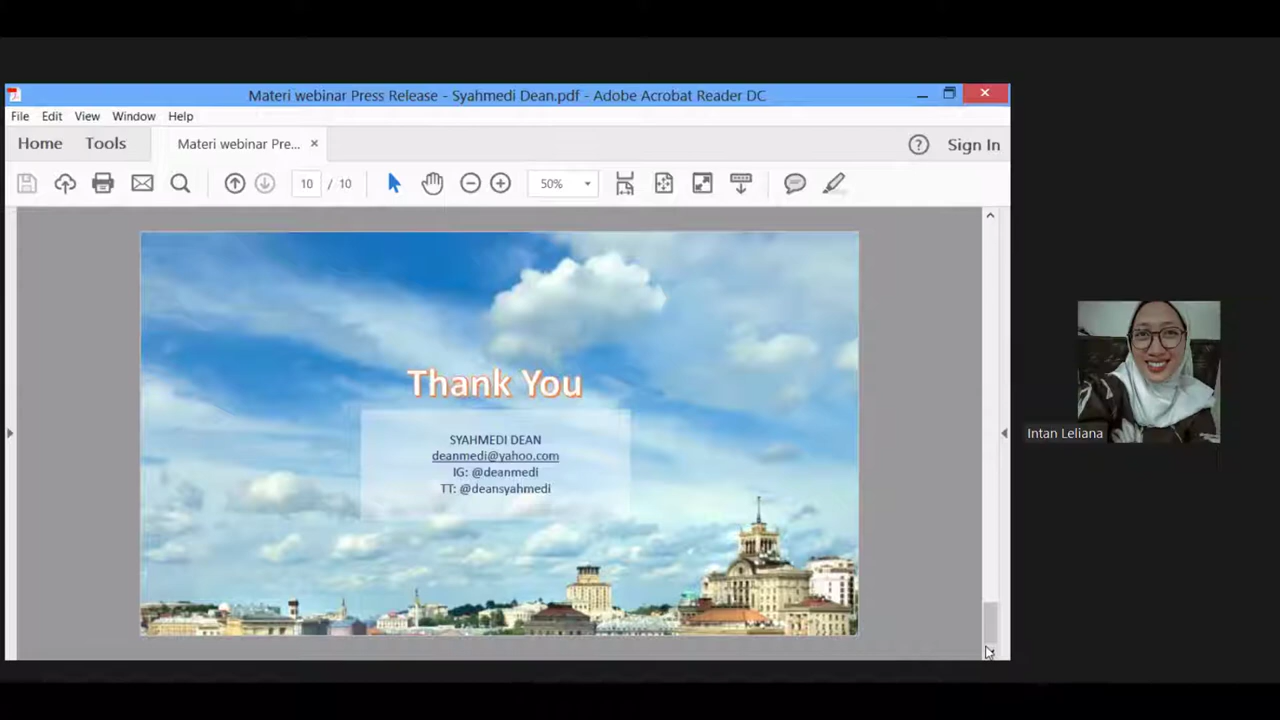 Materi webinar Press Release - Syahmedi Dean.pdf - Adobe Acrobat Reader DC
File Edit View Window Help
Home Tools Materi webinar Pre... Sign In
10 / 10 50%
Thank You
SYAHMEDI DEAN
deanmedi@yahoo.com
IG: @deanmedi
TT: @deansyahmedi
Intan Leliana